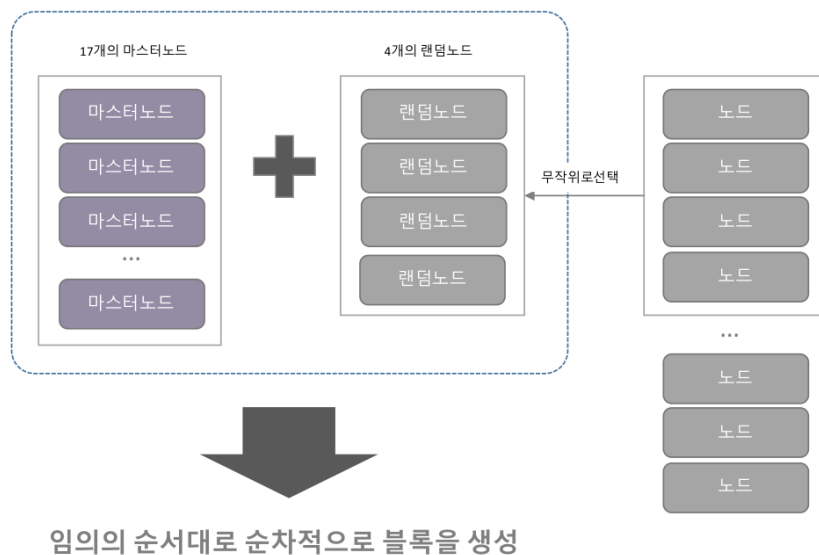 17개의 마스터노드
마스터노드
마스터노드
마스터노드
...
마스터노드
4개의 랜덤노드
랜덤노드
랜덤노드
랜덤노드
랜덤노드
무작위로선택
노드
노드
노드
노드
...
노드
노드
노드
임의의 순서대로 순차적으로 블록을 생성